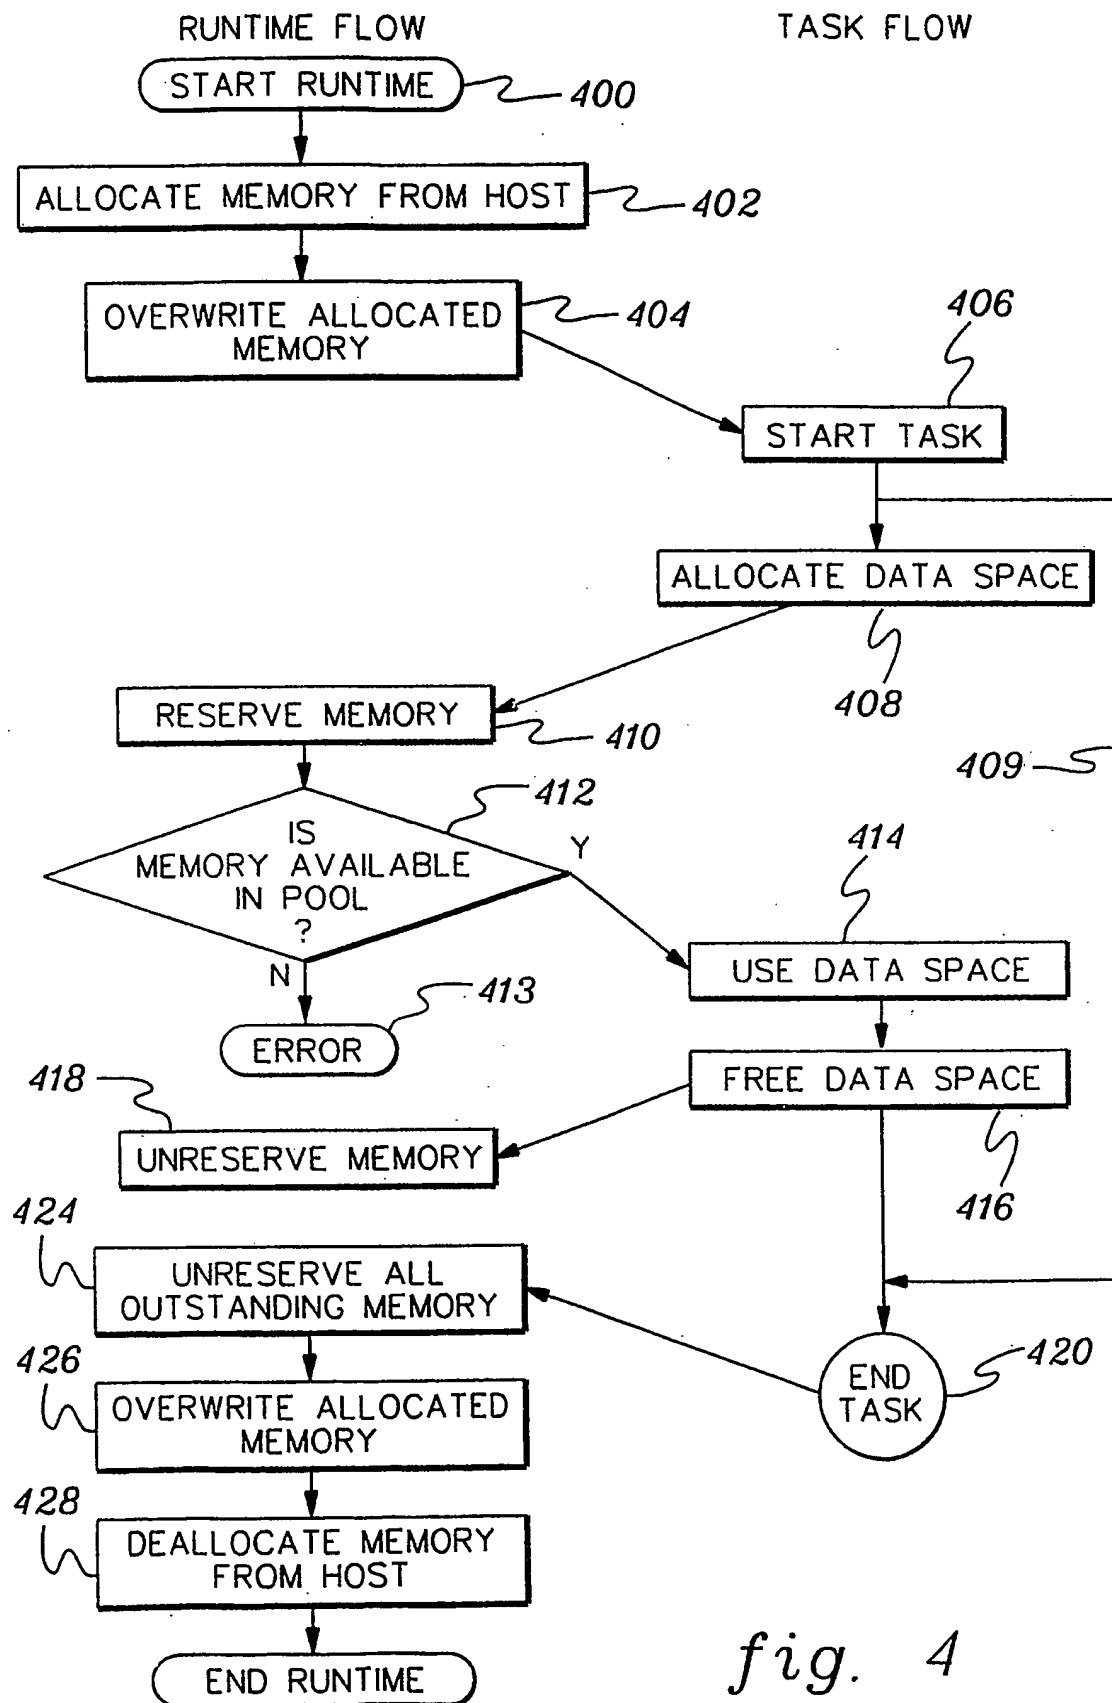 RUNTIME FLOW
TASK FLOW
START RUNTIME
400
ALLOCATE MEMORY FROM HOST
402
OVERWRITE ALLOCATED
MEMORY
404
406
START TASK
ALLOCATE DATA SPACE
408
RESERVE MEMORY
410
409
412
IS
MEMORY AVAILABLE
IN POOL
?
Y
N
414
USE DATA SPACE
413
ERROR
FREE DATA SPACE
416
418
UNRESERVE MEMORY
424
UNRESERVE ALL
OUTSTANDING MEMORY
END
TASK
420
426
OVERWRITE ALLOCATED
MEMORY
428
DEALLOCATE MEMORY
FROM HOST
END RUNTIME
fig. 4